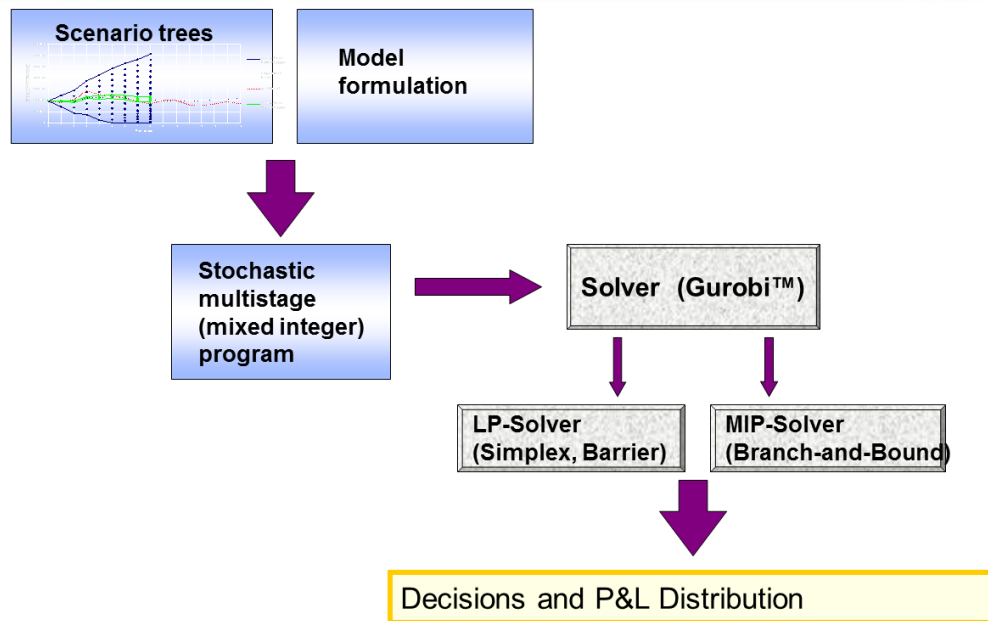 Scenario trees
Model
formulation
Stochastic
multistage
(mixed integer)
program
Solver (Gurobi™)
LP-Solver
(Simplex, Barrier)
MIP-Solver
(Branch-and-Bound)
Decisions and P&L Distribution